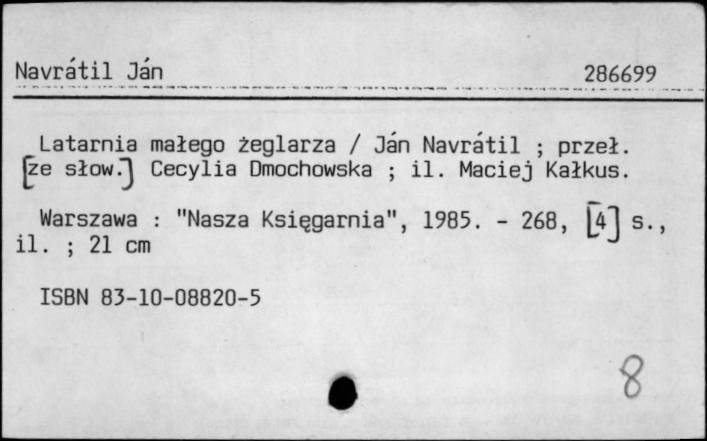 Navrátil Ján 286699
Latarnia małego żeglarza / Ján Navrátil ; przeł.
[ze słow.] Cecylia Dmochowska ; il. Maciej Kałkus.
Warszawa : "Nasza Księgarnia", 1985. - 268, [4] s.,
il. ; 21 cm
ISBN 83-10-08820-5
8